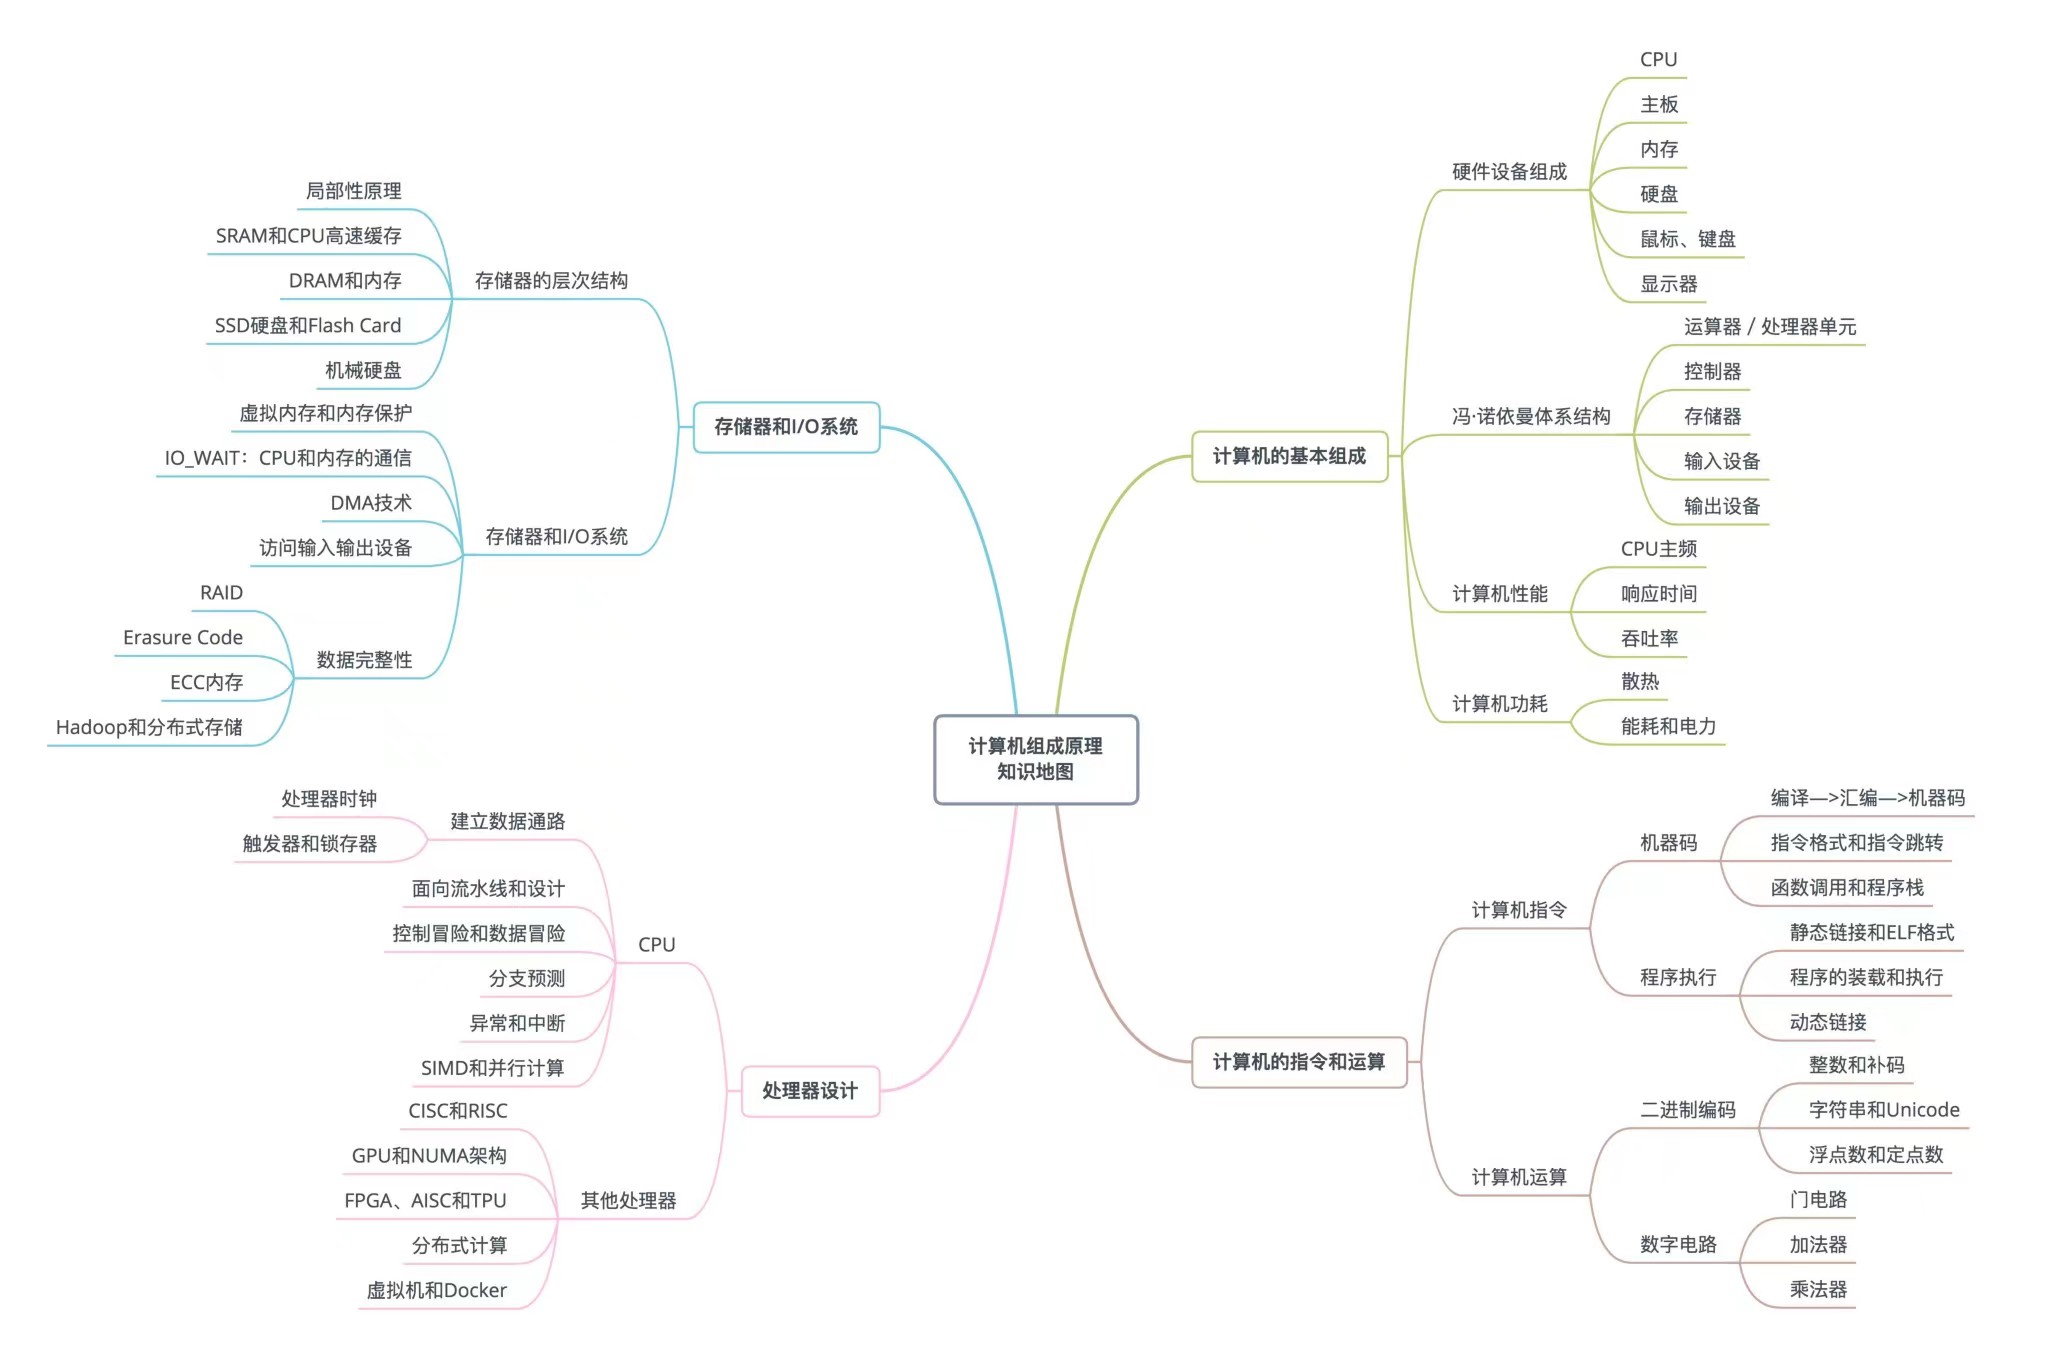 计算机组成原理
知识地图
计算机的基本组成
硬件设备组成
CPU
主板
内存
硬盘
鼠标、键盘
显示器
冯·诺依曼体系结构
运算器 / 处理器单元
控制器
存储器
输入设备
输出设备
计算机性能
CPU主频
响应时间
吞吐率
计算机功耗
散热
能耗和电力
计算机的指令和运算
计算机指令
机器码
编译—>汇编—>机器码
指令格式和指令跳转
函数调用和程序栈
程序执行
静态链接和ELF格式
程序的装载和执行
动态链接
计算机运算
二进制编码
整数和补码
字符串和Unicode
浮点数和定点数
数字电路
门电路
加法器
乘法器
存储器和I/O系统
存储器的层次结构
局部性原理
SRAM和CPU高速缓存
DRAM和内存
SSD硬盘和Flash Card
机械硬盘
存储器和I/O系统
虚拟内存和内存保护
IO_WAIT：CPU和内存的通信
DMA技术
访问输入输出设备
数据完整性
RAID
Erasure Code
ECC内存
Hadoop和分布式存储
处理器设计
CPU
建立数据通路
处理器时钟
触发器和锁存器
面向流水线和设计
控制冒险和数据冒险
分支预测
异常和中断
SIMD和并行计算
其他处理器
CISC和RISC
GPU和NUMA架构
FPGA、AISC和TPU
分布式计算
虚拟机和Docker